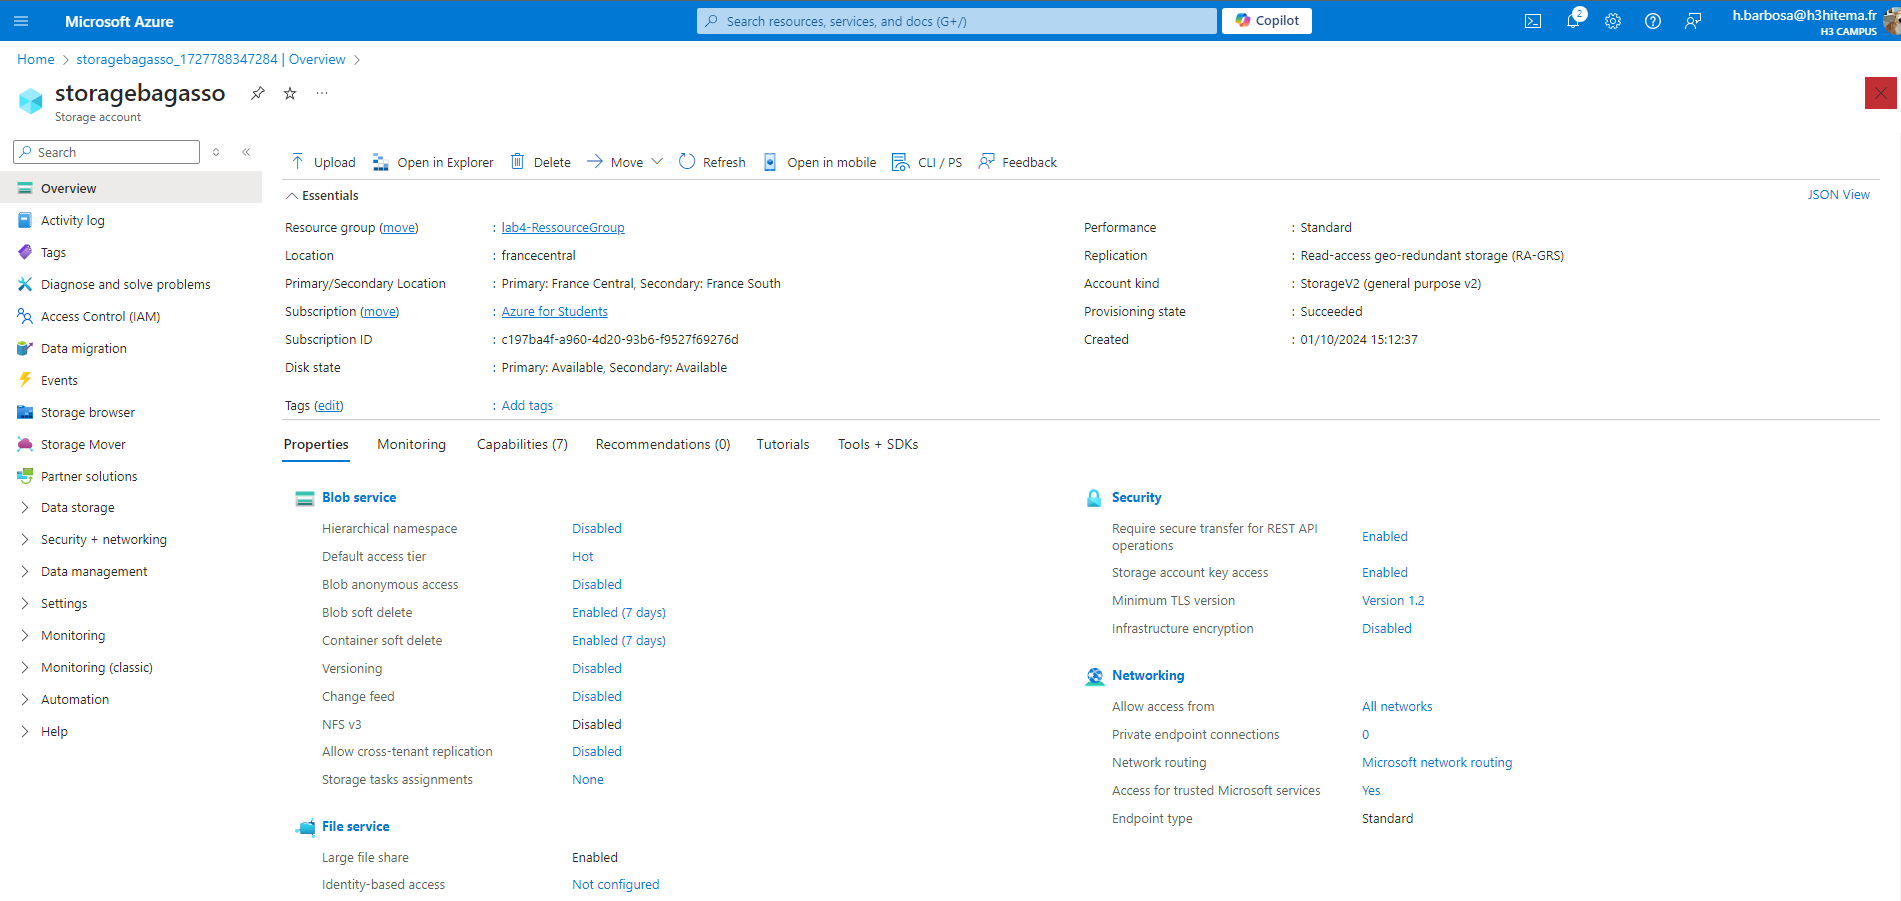 Microsoft Azure
Search resources, services, and docs (G+/)
Copilot
2
h.barbosa@h3hitema.fr
H3 CAMPUS
Home > storagebagasso_1727788347284 | Overview >
storagebagasso
Storage account
Search
Overview
Activity log
Tags
Diagnose and solve problems
Access Control (IAM)
Data migration
Events
Storage browser
Storage Mover
Partner solutions
Data storage
Security + networking
Data management
Settings
Monitoring
Monitoring (classic)
Automation
Help
Upload Open in Explorer Delete Move Refresh Open in mobile CLI / PS Feedback
Essentials
JSON View
Resource group (move) : lab4-RessourceGroup
Location : francecentral
Primary/Secondary Location : Primary: France Central, Secondary: France South
Subscription (move) : Azure for Students
Subscription ID : c197ba4f-a960-4d20-93b6-f9527f69276d
Disk state : Primary: Available, Secondary: Available
Tags (edit) : Add tags
Performance : Standard
Replication : Read-access geo-redundant storage (RA-GRS)
Account kind : StorageV2 (general purpose v2)
Provisioning state : Succeeded
Created : 01/10/2024 15:12:37
Properties Monitoring Capabilities (7) Recommendations (0) Tutorials Tools + SDKs
Blob service
Hierarchical namespace Disabled
Default access tier Hot
Blob anonymous access Disabled
Blob soft delete Enabled (7 days)
Container soft delete Enabled (7 days)
Versioning Disabled
Change feed Disabled
NFS v3 Disabled
Allow cross-tenant replication Disabled
Storage tasks assignments None
File service
Large file share Enabled
Identity-based access Not configured
Security
Require secure transfer for REST API
operations Enabled
Storage account key access Enabled
Minimum TLS version Version 1.2
Infrastructure encryption Disabled
Networking
Allow access from All networks
Private endpoint connections 0
Network routing Microsoft network routing
Access for trusted Microsoft services Yes
Endpoint type Standard